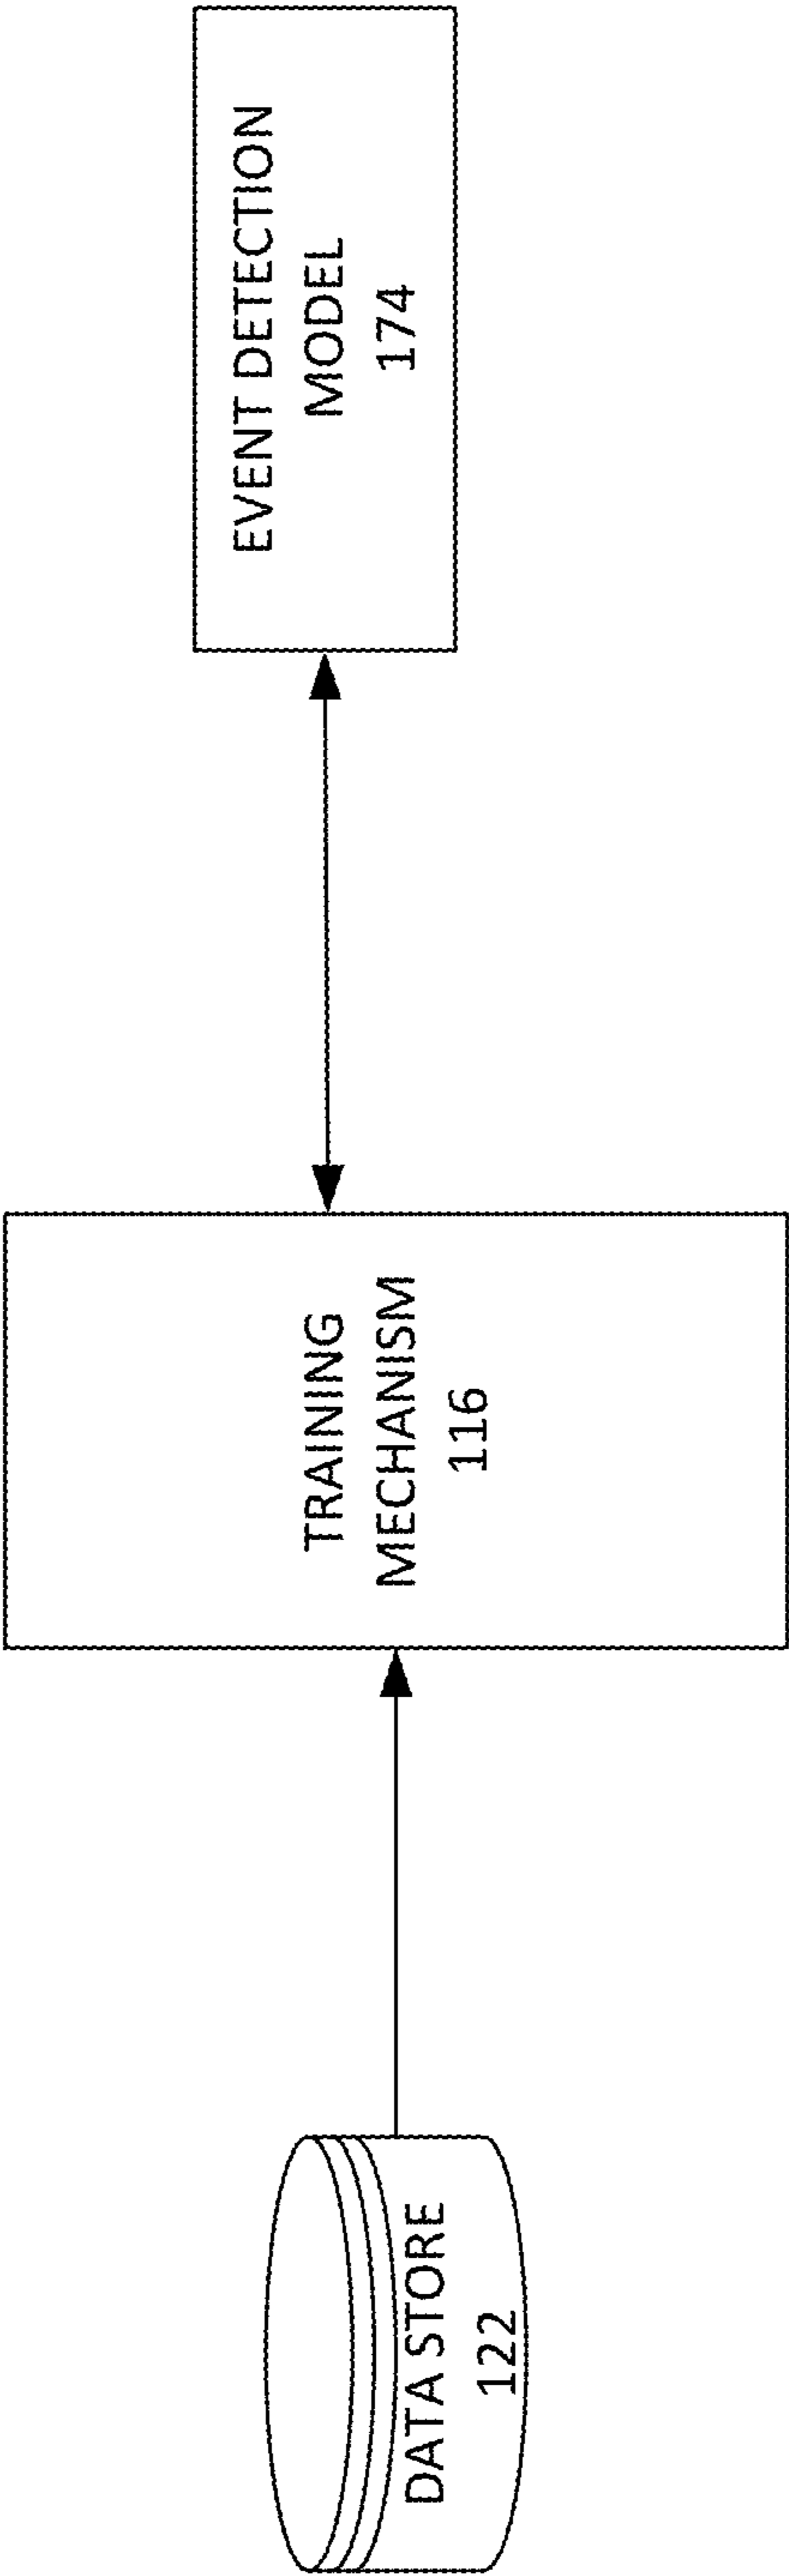 DATA STORE
122
TRAINING
MECHANISM
116
EVENT DETECTION
MODEL
174